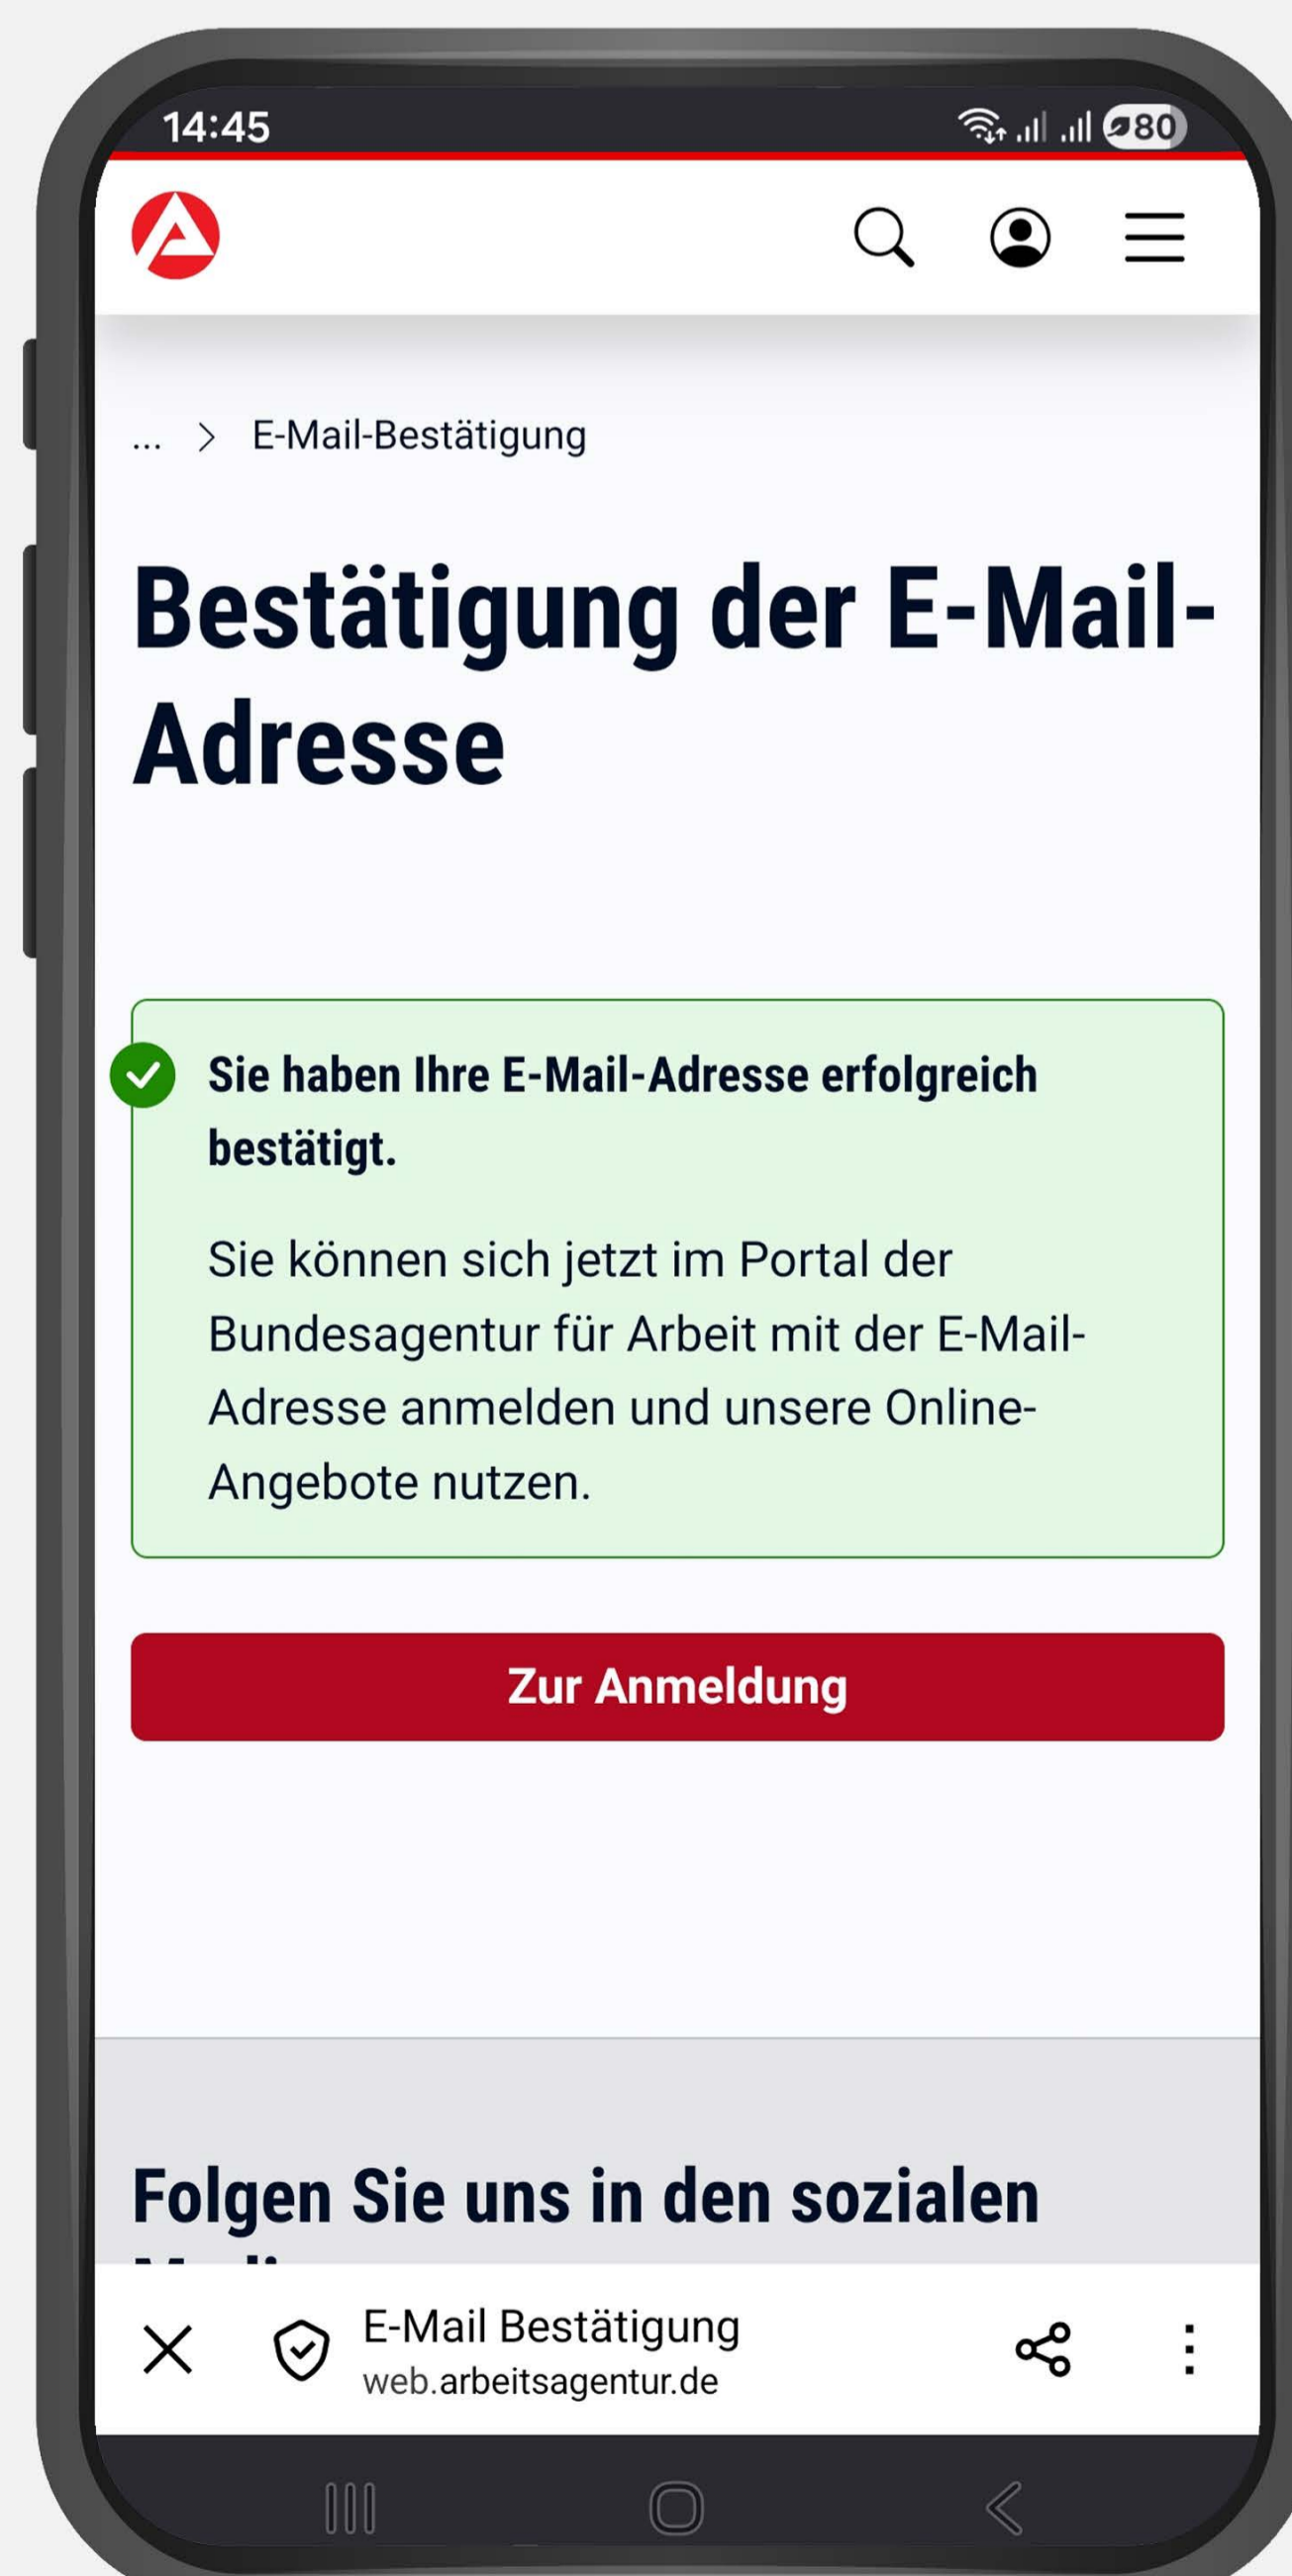 14:45
80
... > E-Mail-Bestätigung
Bestätigung der E-Mail-
Adresse
Sie haben Ihre E-Mail-Adresse erfolgreich
bestätigt.
Sie können sich jetzt im Portal der
Bundesagentur für Arbeit mit der E-Mail-
Adresse anmelden und unsere Online-
Angebote nutzen.
Zur Anmeldung
Folgen Sie uns in den sozialen
E-Mail Bestätigung
web.arbeitsagentur.de